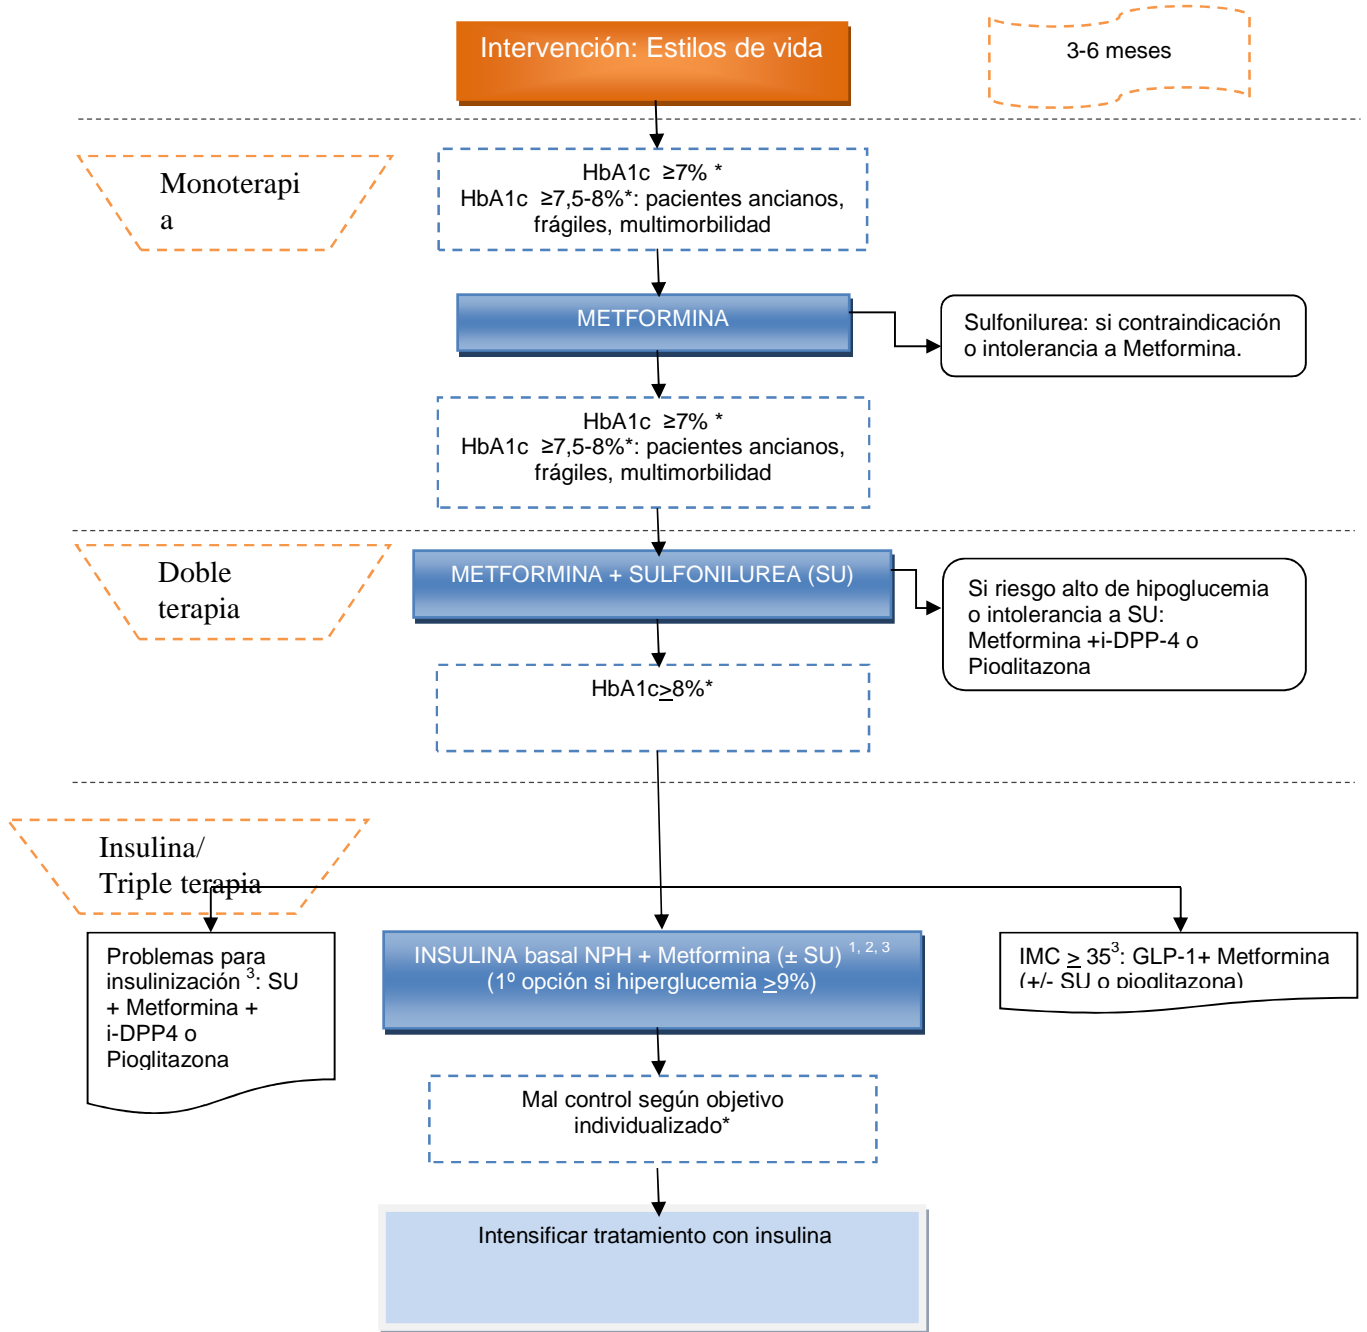 Intervención: Estilos de vida
3-6 meses
Monoterapi
a
HbA1c ≥7% *
HbA1c ≥7,5-8%*: pacientes ancianos,
frágiles, multimorbilidad
METFORMINA
Sulfonilurea: si contraindicación
o intolerancia a Metformina.
HbA1c ≥7% *
HbA1c ≥7,5-8%*: pacientes ancianos,
frágiles, multimorbilidad
Doble
terapia
METFORMINA + SULFONILUREA (SU)
Si riesgo alto de hipoglucemia
o intolerancia a SU:
Metformina +i-DPP-4 o
Pioglitazona
HbA1c≥8%*
Insulina/
Triple terapia
Problemas para
insulinización ³: SU
+ Metformina +
i-DPP4 o
Pioglitazona
INSULINA basal NPH + Metformina (± SU) ¹, ², ³
(1º opción si hiperglucemia ≥9%)
IMC ≥ 35³: GLP-1+ Metformina
(+/- SU o pioglitazona)
Mal control según objetivo
individualizado*
Intensificar tratamiento con insulina